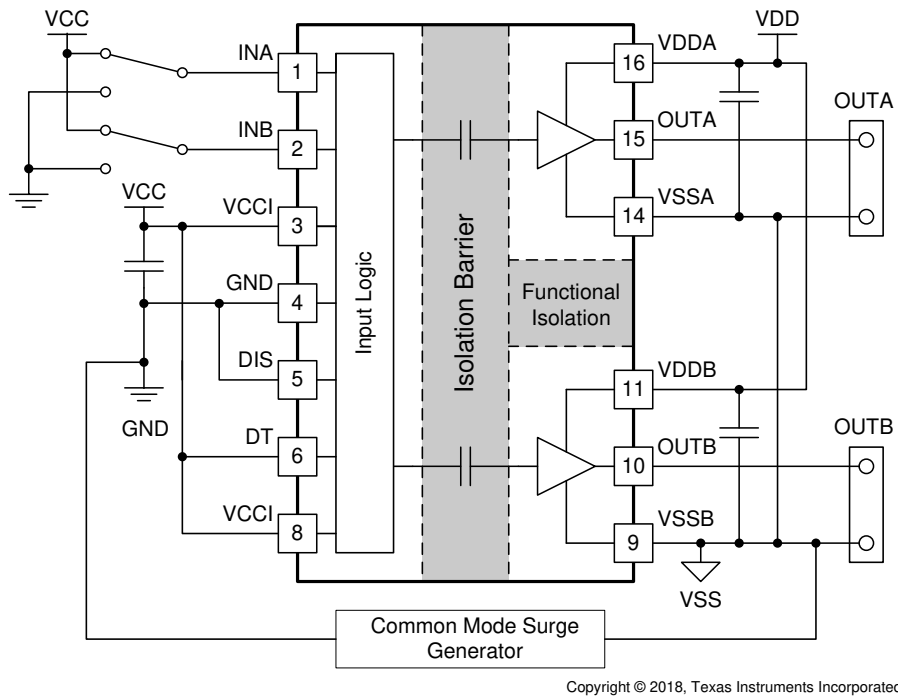 VCC
INA
1
INB
2
VCC
VCCI
3
GND
4
DIS
5
GND
DT
6
VCCI
8
Input Logic
Isolation Barrier
Functional
Isolation
VDDA
16
VDD
OUTA
15
OUTA
VSSA
14
VDDB
11
OUTB
10
OUTB
VSSB
9
VSS
Common Mode Surge
Generator
Copyright © 2018, Texas Instruments Incorporated